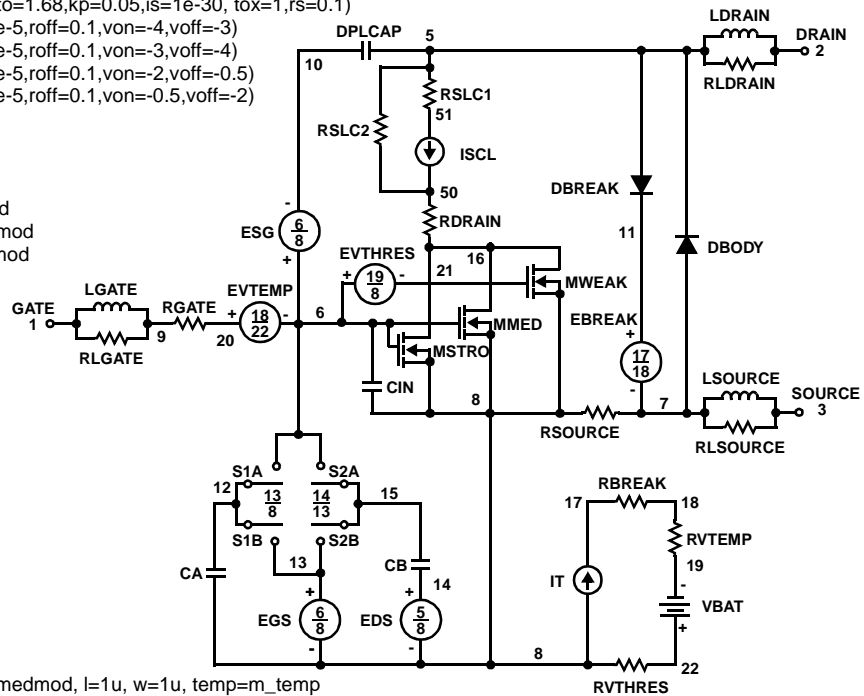 to=1.68,kp=0.05,is=1e-30, tox=1,rs=0.1)
e-5,roff=0.1,von=-4,voff=-3)
e-5,roff=0.1,von=-3,voff=-4)
e-5,roff=0.1,von=-2,voff=-0.5)
e-5,roff=0.1,von=-0.5,voff=-2)
d
mod
mod
LDRAIN
DPLCAP
5
DRAIN
2
10
RLDRAIN
RSLC1
51
RSLC2
ISCL
50
DBREAK
RDRAIN
ESG
6
8
-
+
11
DBODY
EVTHRES
+
19
8
-
21
16
MWEAK
LGATE
GATE
1
RLGATE
9
RGATE
20
EVTEMP
+
18
22
-
6
MMED
EBREAK
+
17
18
-
MSTRO
CIN
8
LSOURCE
SOURCE
3
7
RSOURCE
RLSOURCE
S1A
S2A
12
13
8
14
13
15
S1B
S2B
13
CA
CB
14
+
EGS
6
8
-
+
EDS
5
8
-
RBREAK
17
18
RVTEMP
19
IT
-
VBAT
+
8
22
RVTHRES
medmod, l=1u, w=1u, temp=m_temp